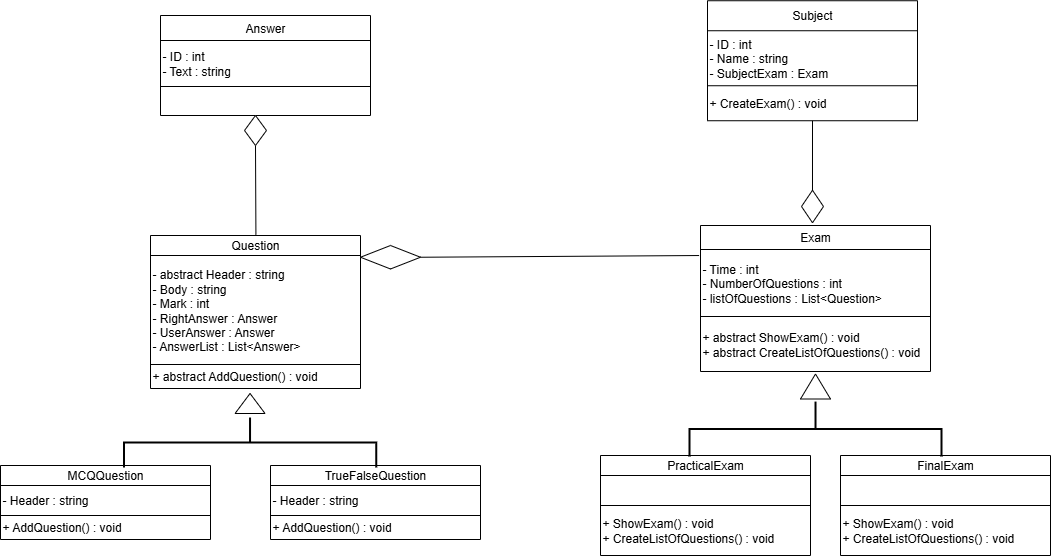 Answer
- ID : int
- Text : string
Subject
- ID : int
- Name : string
- SubjectExam : Exam
+ CreateExam() : void
Question
- abstract Header : string
- Body : string
- Mark : int
- RightAnswer : Answer
- UserAnswer : Answer
- AnswerList : List<Answer>
+ abstract AddQuestion() : void
Exam
- Time : int
- NumberOfQuestions : int
- listOfQuestions : List<Question>
+ abstract ShowExam() : void
+ abstract CreateListOfQuestions() : void
MCQQuestion
- Header : string
+ AddQuestion() : void
TrueFalseQuestion
- Header : string
+ AddQuestion() : void
PracticalExam
+ ShowExam() : void
+ CreateListOfQuestions() : void
FinalExam
+ ShowExam() : void
+ CreateListOfQuestions() : void